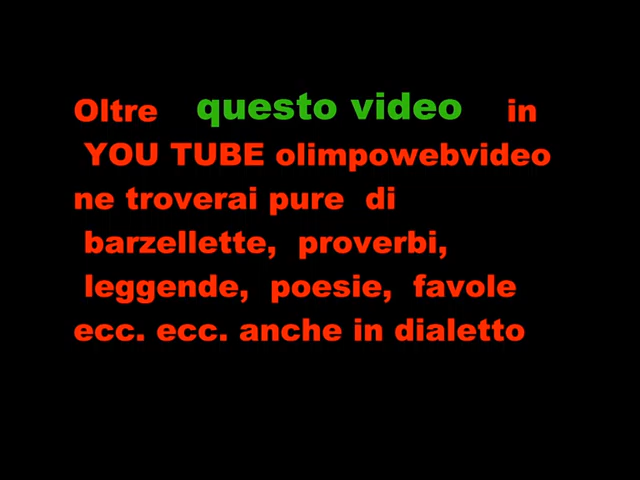 Oltre questo video in
YOU TUBE olimpowebvideo
ne troverai pure di
barzellette, proverbi,
leggende, poesie, favole
ecc. ecc. anche in dialetto